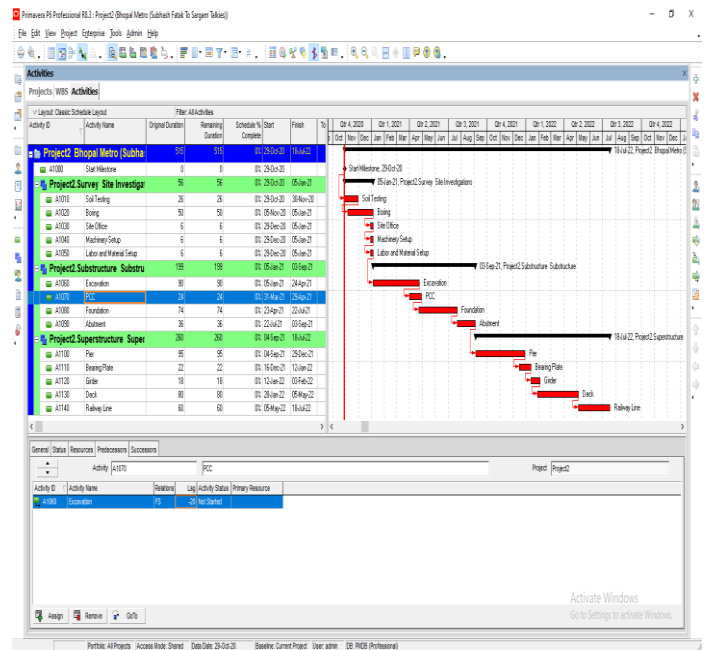 Primavera P6 Professional R8.3 : Project2 (Bhopal Metro (Subhash Fatak To Sargam Talkies))
File Edit View Project Enterprise Tools Admin Help
Activities
Projects WBS Activities
Layout: Classic Schedule Layout Filter: All Activities
Activity ID Activity Name Original Duration Remaining Duration Schedule % Complete Start Finish To
Qtr 4, 2020 Qtr 1, 2021 Qtr 2, 2021 Qtr 3, 2021 Qtr 4, 2021 Qtr 1, 2022 Qtr 2, 2022 Qtr 3, 2022 Qtr 4, 2022
Oct Nov Dec Jan Feb Mar Apr May Jun Jul Aug Sep Oct Nov Dec Jan Feb Mar Apr May Jun Jul Aug Sep Oct Nov Dec
Project2 Bhopal Metro (Subha 515 515 0% 29-Oct-20 18-Jul-22 18-Jul-22, Project2 Bhopal Metro (S
A1000 Start Milestone 0 0 0% 29-Oct-20 Start Milestone, 29-Oct-20
Project2.Survey Site Investigat 56 56 0% 29-Oct-20 05-Jan-21 05-Jan-21, Project2.Survey Site Investigations
A1010 Soil Testing 26 26 0% 29-Oct-20 30-Nov-20 Soil Testing
A1020 Boring 50 50 0% 05-Nov-20 05-Jan-21 Boring
A1030 Site Office 6 6 0% 29-Dec-20 05-Jan-21 Site Office
A1040 Machinery Setup 6 6 0% 29-Dec-20 05-Jan-21 Machinery Setup
A1050 Labor and Material Setup 6 6 0% 29-Dec-20 05-Jan-21 Labor and Material Setup
Project2.Substructure Substru 199 199 0% 05-Jan-21 03-Sep-21 03-Sep-21, Project2.Substructure Substructure
A1060 Excavation 90 90 0% 05-Jan-21 24-Apr-21 Excavation
A1070 PCC 24 24 0% 31-Mar-21 29-Apr-21 PCC
A1080 Foundation 74 74 0% 23-Apr-21 22-Jul-21 Foundation
A1090 Abutment 36 36 0% 22-Jul-21 03-Sep-21 Abutment
Project2.Superstructure Super 260 260 0% 04-Sep-21 18-Jul-22 18-Jul-22, Project2.Superstructure
A1100 Pier 95 95 0% 04-Sep-21 29-Dec-21 Pier
A1110 Bearing Plate 22 22 0% 16-Dec-21 12-Jan-22 Bearing Plate
A1120 Girder 18 18 0% 12-Jan-22 03-Feb-22 Girder
A1130 Deck 80 80 0% 28-Jan-22 05-May-22 Deck
A1140 Railway Line 60 60 0% 05-May-22 18-Jul-22 Railway Line
General Status Resources Predecessors Successors
Activity A1070 PCC Project Project2
Activity ID Activity Name Relations Lag Activity Status Primary Resource
A1060 Excavation FS -20 Not Started
Activate Windows
Go to Settings to activate Windows.
Assign Remove GoTo
Portfolio: All Projects Access Mode: Shared Data Date: 29-Oct-20 Baseline: Current Project User: admin DB: PMDB (Professional)